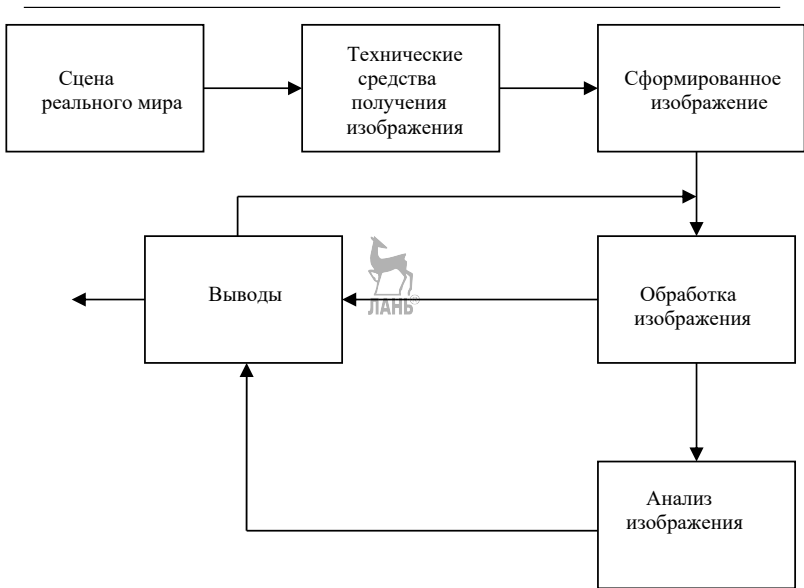 Сцена
реального мира
Технические
средства
получения
изображения
Сформированное
изображение
Выводы
ЛАНЬ®
Обработка
изображения
Анализ
изображения